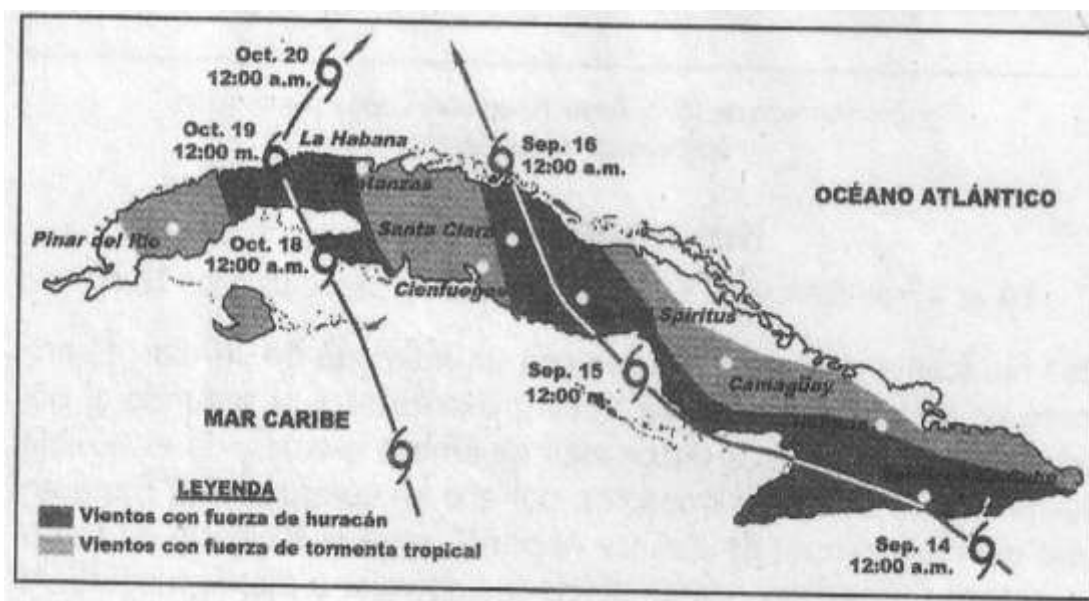 Oct. 20
12:00 a.m.
Oct. 19
12:00 m.
La Habana
Sep. 16
12:00 a.m.
OCÉANO ATLÁNTICO
Matanzas
Pinar del Río
Oct. 18
12:00 a.m.
Santa Clara
Cienfuegos
Spíritus
Sep. 15
12:00 m.
Camagüey
MAR CARIBE
LEYENDA
Vientos con fuerza de huracán
Vientos con fuerza de tormenta tropical
Sep. 14
12:00 a.m.